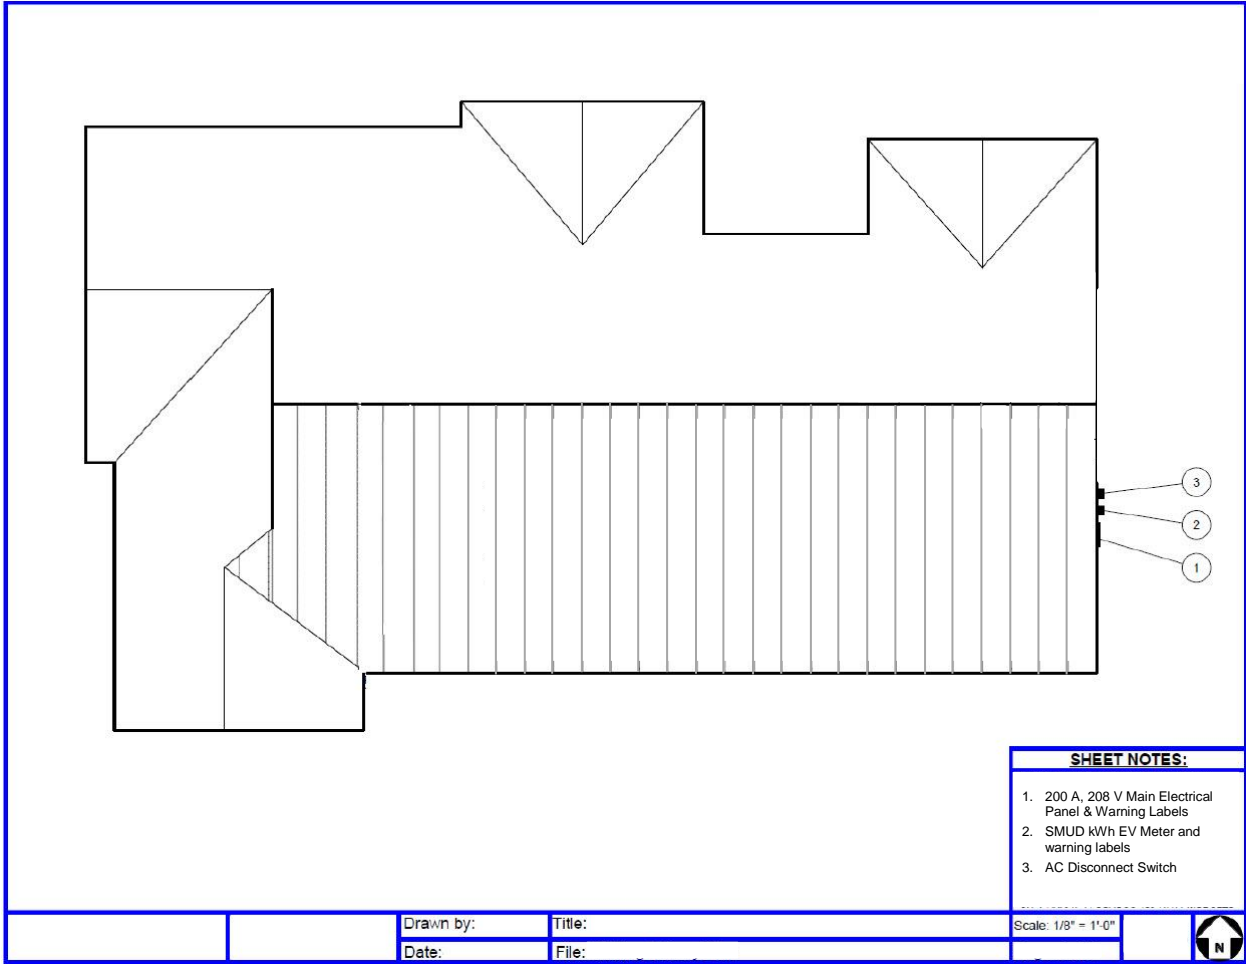 3
2
1
SHEET NOTES:
1. 200 A, 208 V Main Electrical
Panel & Warning Labels
2. SMUD kWh EV Meter and
warning labels
3. AC Disconnect Switch
Drawn by:
Title:
Scale: 1/8" = 1'-0"
Date:
File:
N